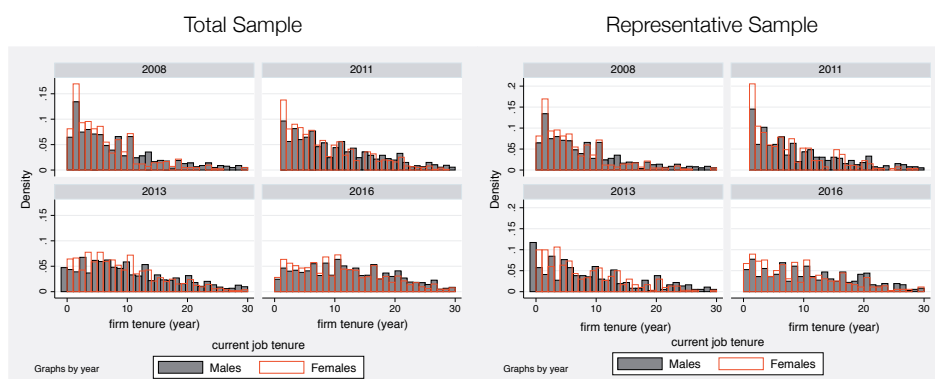 Total Sample
2008
2011
0 .05 .1 .15
2013
2016
0 .05 .1 .15
Density
0 10 20 30
0 10 20 30
firm tenure (year)
firm tenure (year)
current job tenure
Graphs by year
Males Females
Representative Sample
2008
2011
0 .05 .1 .15 .2
2013
2016
0 .05 .1 .15 .2
Density
0 10 20 30
0 10 20 30
firm tenure (year)
firm tenure (year)
current job tenure
Graphs by year
Males Females